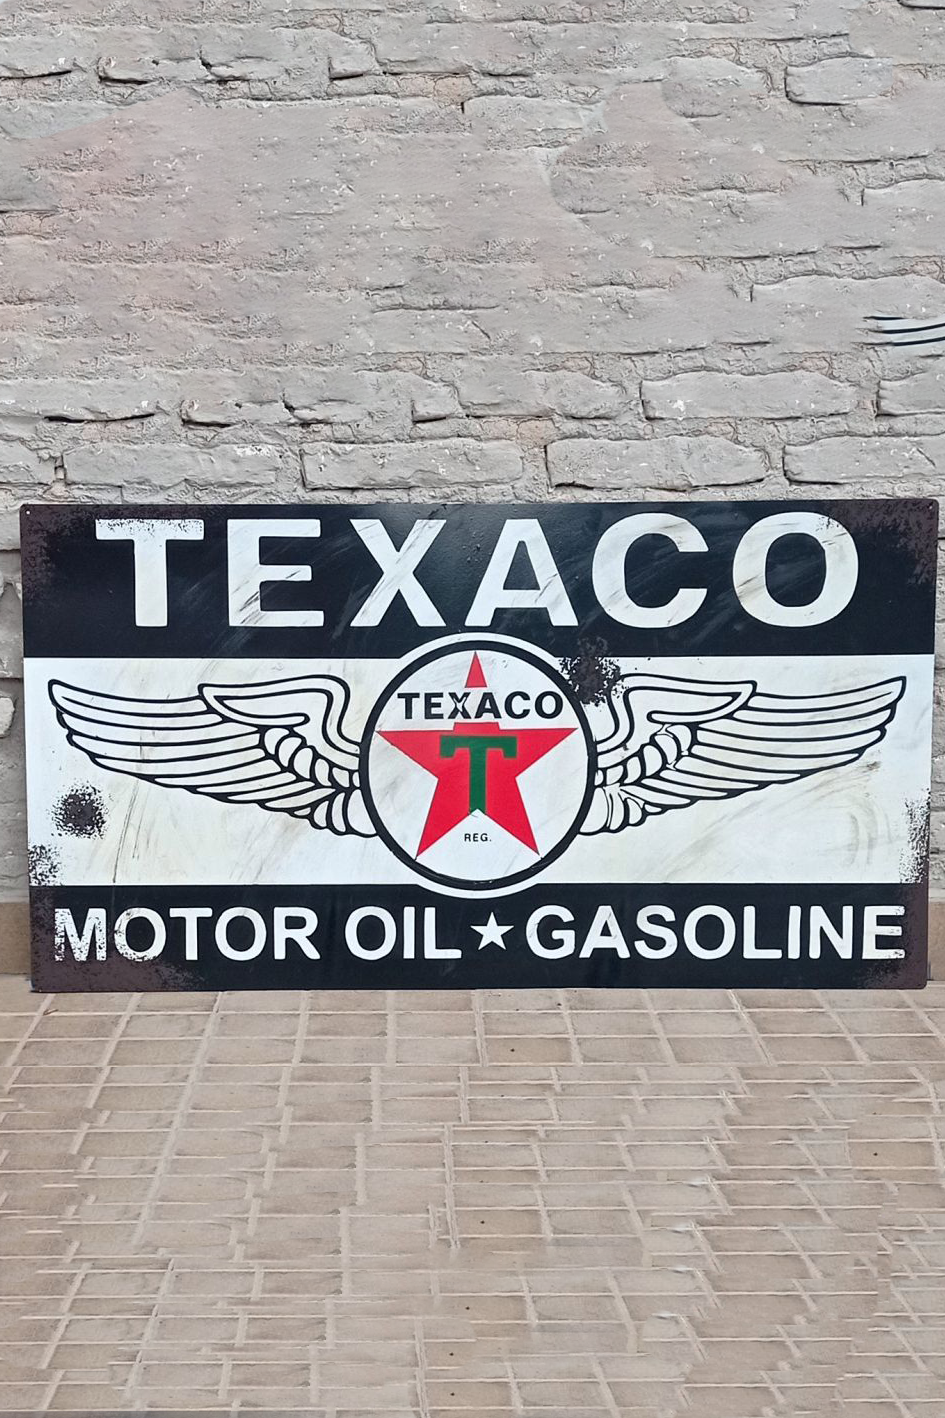 TEXACO
TEXACO
T
REG.
MOTOR OIL★GASOLINE